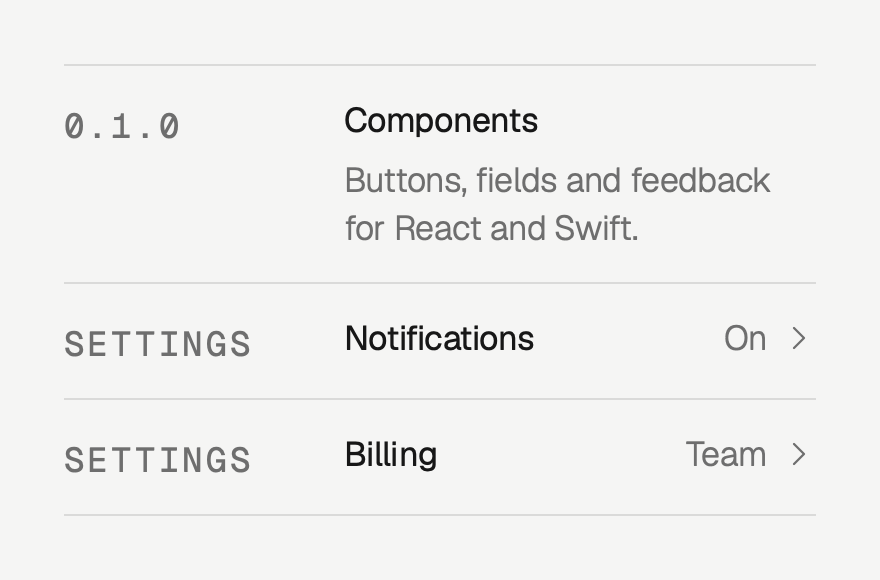 0.1.0
Components
Buttons, fields and feedback
for React and Swift.
SETTINGS
Notifications
On
SETTINGS
Billing
Team